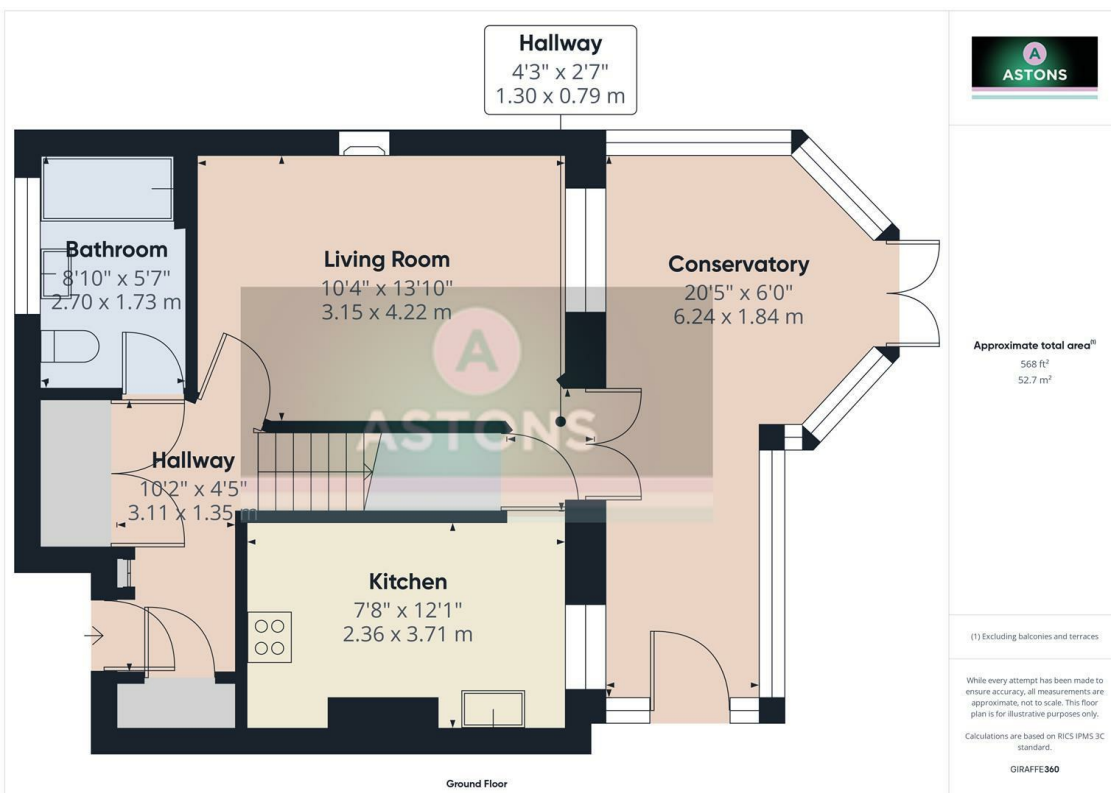 Hallway
4'3" x 2'7"
1.30 x 0.79 m
A
ASTONS
Bathroom
8'10" x 5'7"
2.70 x 1.73 m
Living Room
10'4" x 13'10"
3.15 x 4.22 m
Conservatory
20'5" x 6'0"
6.24 x 1.84 m
A
ASTONS
Hallway
10'2" x 4'5"
3.11 x 1.35 m
Kitchen
7'8" x 12'1"
2.36 x 3.71 m
Ground Floor
Approximate total area⁽¹⁾
568 ft²
52.7 m²
(1) Excluding balconies and terraces
While every attempt has been made to
ensure accuracy, all measurements are
approximate, not to scale. This floor
plan is for illustrative purposes only.
Calculations are based on RICS IPMS 3C
standard.
GIRAFFE360